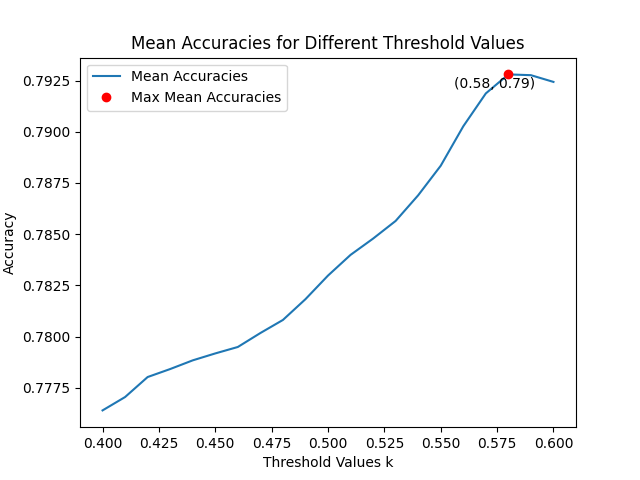 Mean Accuracies for Different Threshold Values
Mean Accuracies
Max Mean Accuracies
(0.58, 0.79)
0.7925
0.7900
0.7875
0.7850
0.7825
0.7800
0.7775
Accuracy
0.400 0.425 0.450 0.475 0.500 0.525 0.550 0.575 0.600
Threshold Values k